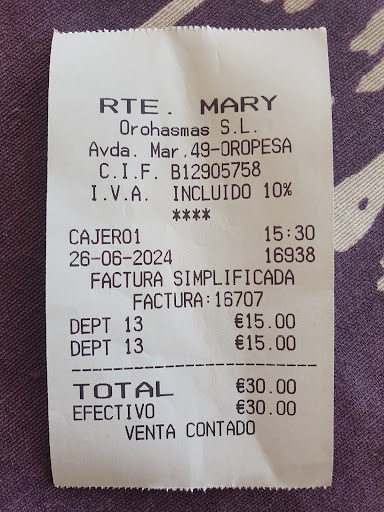 RTE. MARY
Orohasmas S.L.
Avda. Mar,49-OROPESA
C.I.F. B12905758
I.V.A. INCLUIDO 10%
****
CAJERO1 15:30
26-06-2024 16938
FACTURA SIMPLIFICADA
FACTURA:16707
DEPT 13 €15.00
DEPT 13 €15.00
--------------------------------
TOTAL €30.00
EFECTIVO €30.00
VENTA CONTADO